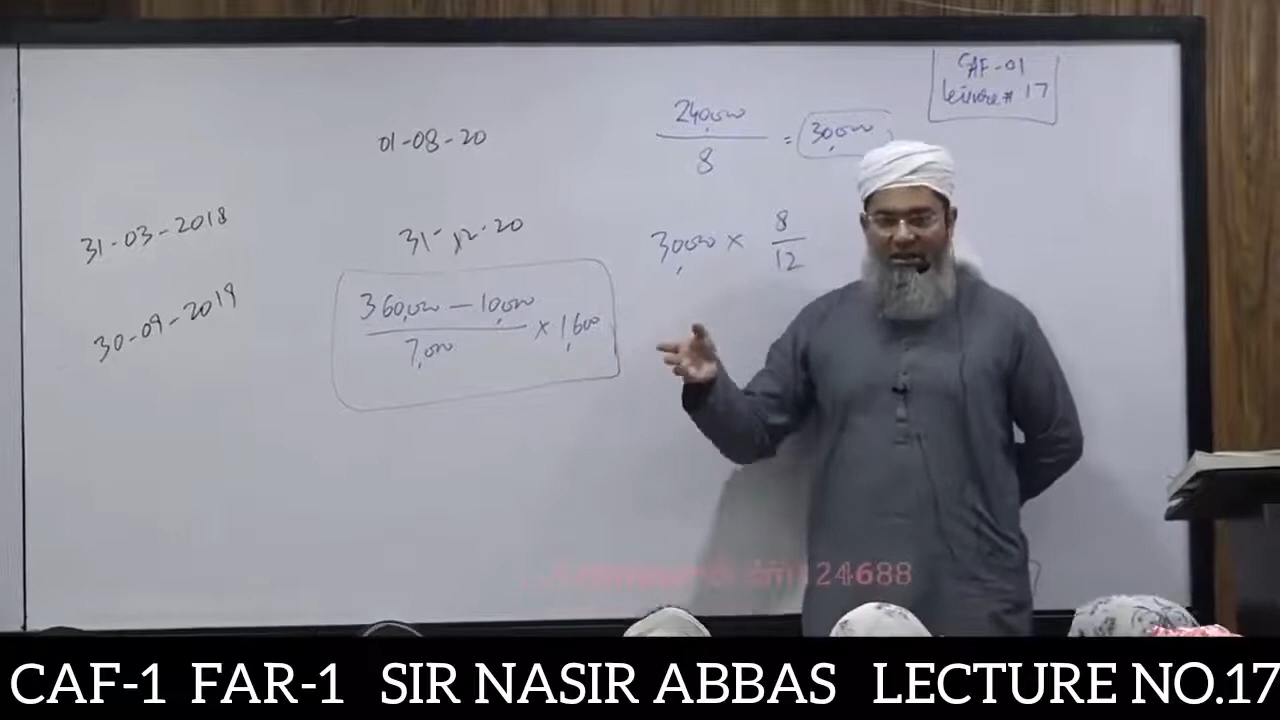 CAF-01
Lecture # 17
01-08-20
240,000
8
= 30,000
31-03-2018
31-12-20
30,000 × 8
12
30-09-2019
360,000 — 10,000
7,000
× 1,600
24688
CAF-1 FAR-1 SIR NASIR ABBAS LECTURE NO.17